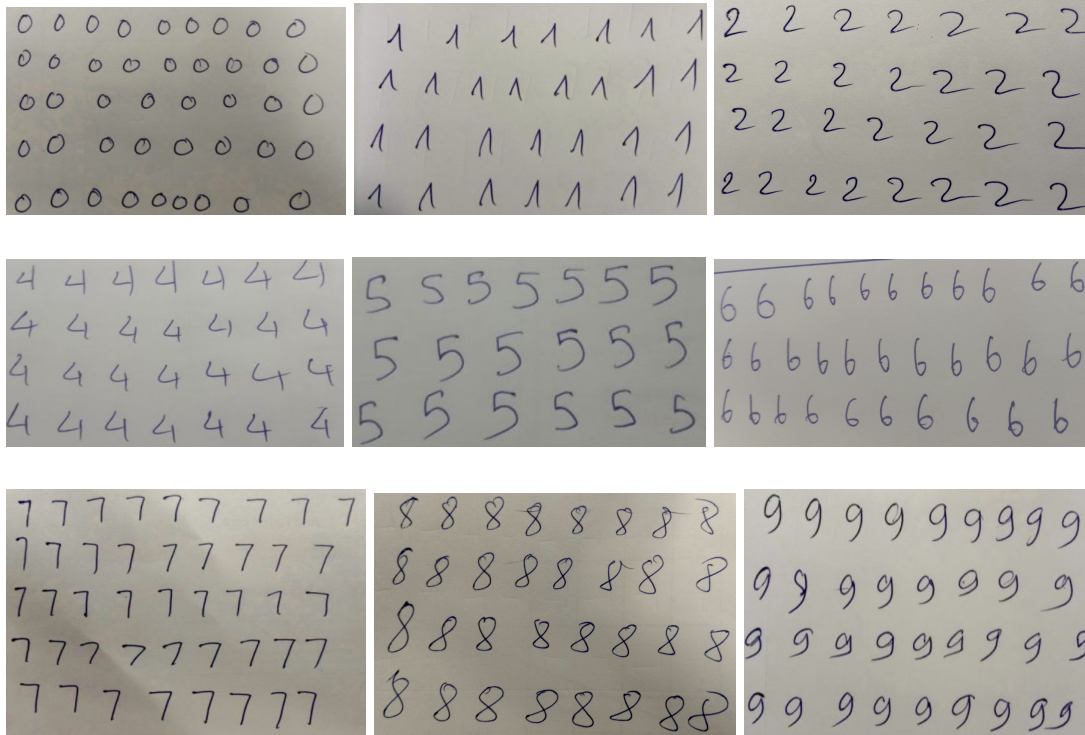 0 0 0 0 0 0 0 0 0
0 0 0 0 0 0 0 0 0
0 0 0 0 0 0 0 0
0 0 0 0 0 0 0 0
0 0 0 0 0 0 0 0 0
1 1 1 1 1 1 1
1 1 1 1 1 1 1 1
1 1 1 1 1 1 1
1 1 1 1 1 1 1 1
2 2 2 2 2 2 2
2 2 2 2 2 2 2
2 2 2 2 2 2 2
2 2 2 2 2 2 2 2
4 4 4 4 4 4 4
4 4 4 4 4 4 4
4 4 4 4 4 4 4
4 4 4 4 4 4 4
5 5 5 5 5 5 5
5 5 5 5 5 5
5 5 5 5 5 5
6 6 6 6 6 6 6 6 6 6 6
6 6 6 6 6 6 6 6 6 6 6
6 6 6 6 6 6 6 6 6 6
7 7 7 7 7 7 7 7 7
7 7 7 7 7 7 7 7 7
7 7 7 7 7 7 7 7 7
7 7 7 7 7 7 7 7 7
7 7 7 7 7 7 7 7
8 8 8 8 8 8 8 8
8 8 8 8 8 8 8 8
8 8 8 8 8 8 8 8
8 8 8 8 8 8 8 8
9 9 9 9 9 9 9 9 9
9 9 9 9 9 9 9 9
9 9 9 9 9 9 9 9 9
9 9 9 9 9 9 9 9 9